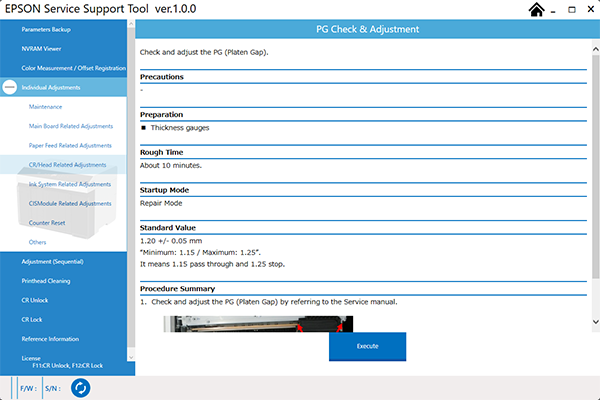 EPSON Service Support Tool ver.1.0.0
Parameters Backup
NVRAM Viewer
Color Measurement / Offset Registration
Individual Adjustments
Maintenance
Main Board Related Adjustments
Paper Feed Related Adjustments
CR/Head Related Adjustments
Ink System Related Adjustments
CISModule Related Adjustments
Counter Reset
Others
Adjustment (Sequential)
Printhead Cleaning
CR Unlock
CR Lock
Reference Information
License
F11:CR Unlock, F12:CR Lock
PG Check & Adjustment
Check and adjust the PG (Platen Gap).
Precautions
-
Preparation
■ Thickness gauges
Rough Time
About 10 minutes.
Startup Mode
Repair Mode
Standard Value
1.20 +/- 0.05 mm
"Minimum: 1.15 / Maximum: 1.25".
It means 1.15 pass through and 1.25 stop.
Procedure Summary
1. Check and adjust the PG (Platen Gap) by referring to the Service manual.
Execute
F/W : S/N :